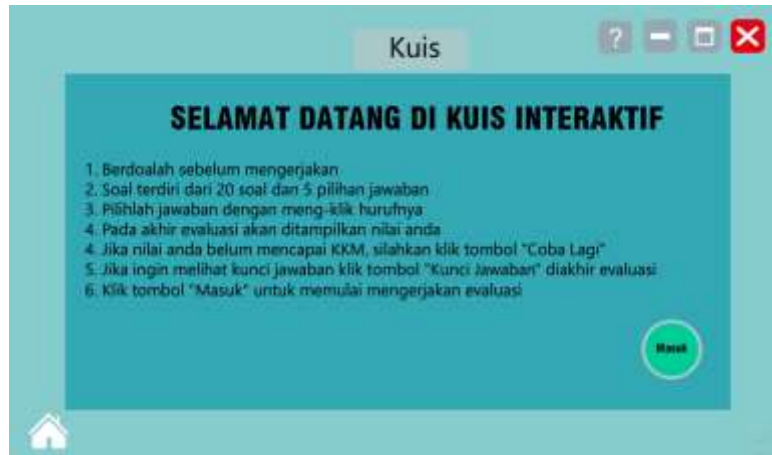 Kuis
?
SELAMAT DATANG DI KUIS INTERAKTIF
1. Berdoalah sebelum mengerjakan
2. Soal terdiri dari 20 soal dan 5 pilihan jawaban
3. Pilihlah jawaban dengan meng-klik hurufnya
4. Pada akhir evaluasi akan ditampilkan nilai anda
4. Jika nilai anda belum mencapai KKM, silahkan klik tombol "Coba Lagi"
5. Jika ingin melihat kunci jawaban klik tombol "Kunci Jawaban" diakhir evaluasi
6. Klik tombol "Masuk" untuk memulai mengerjakan evaluasi
Masuk